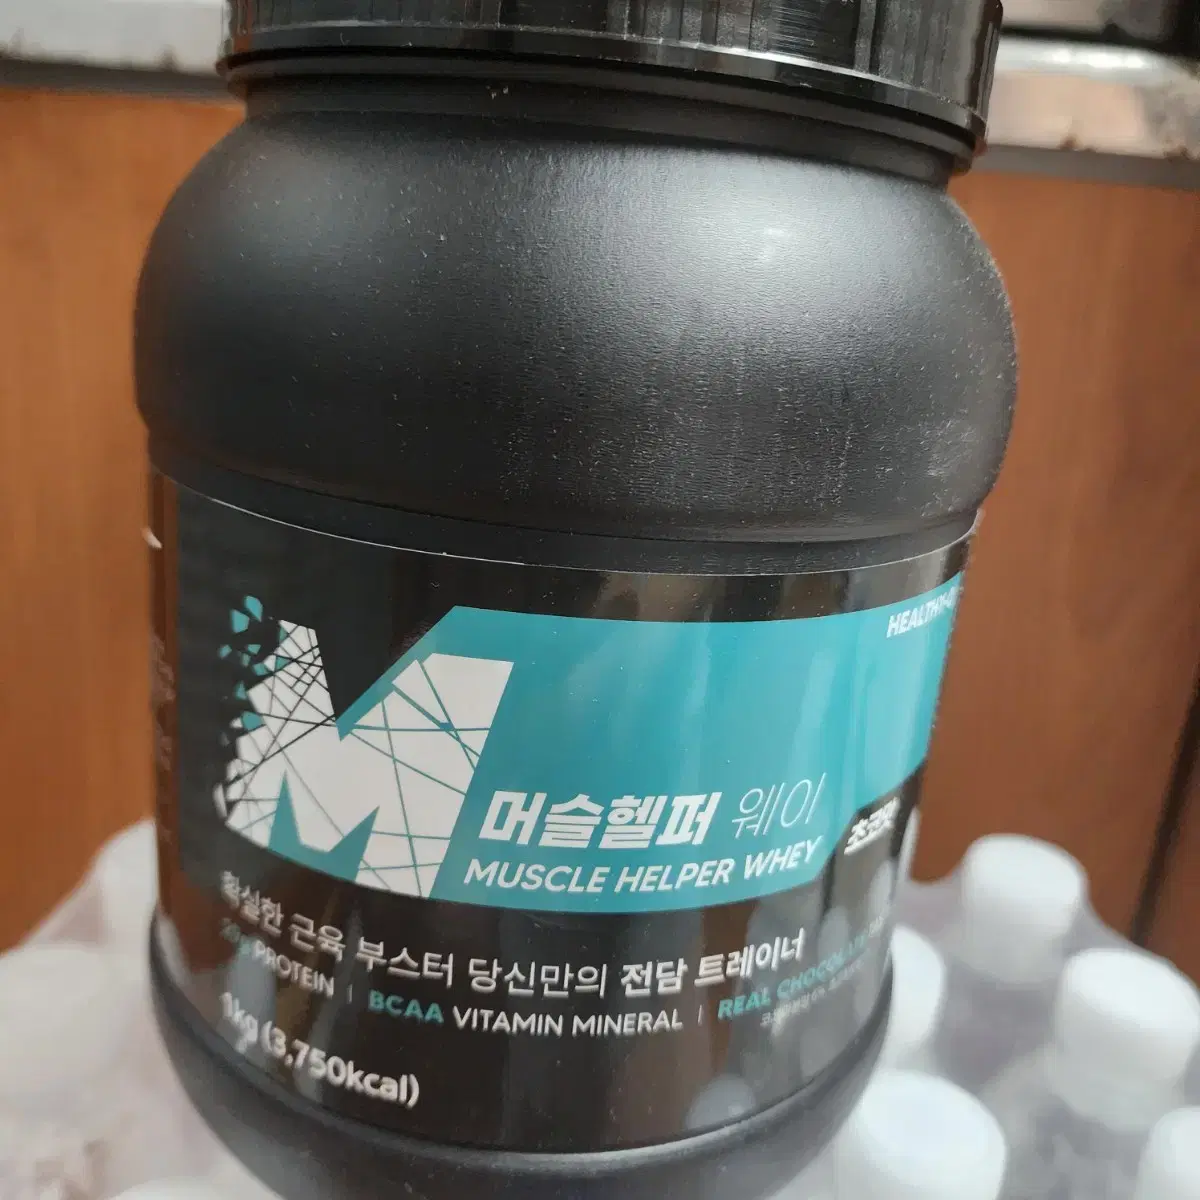 HEALTHY-
M
머슬헬퍼 웨이
MUSCLE HELPER WHEY
초코맛
확실한 근육 부스터 당신만의 전담 트레이너
PROTEIN | BCAA VITAMIN MINERAL | REAL CHOCOLATE
1kg (3,750kcal)